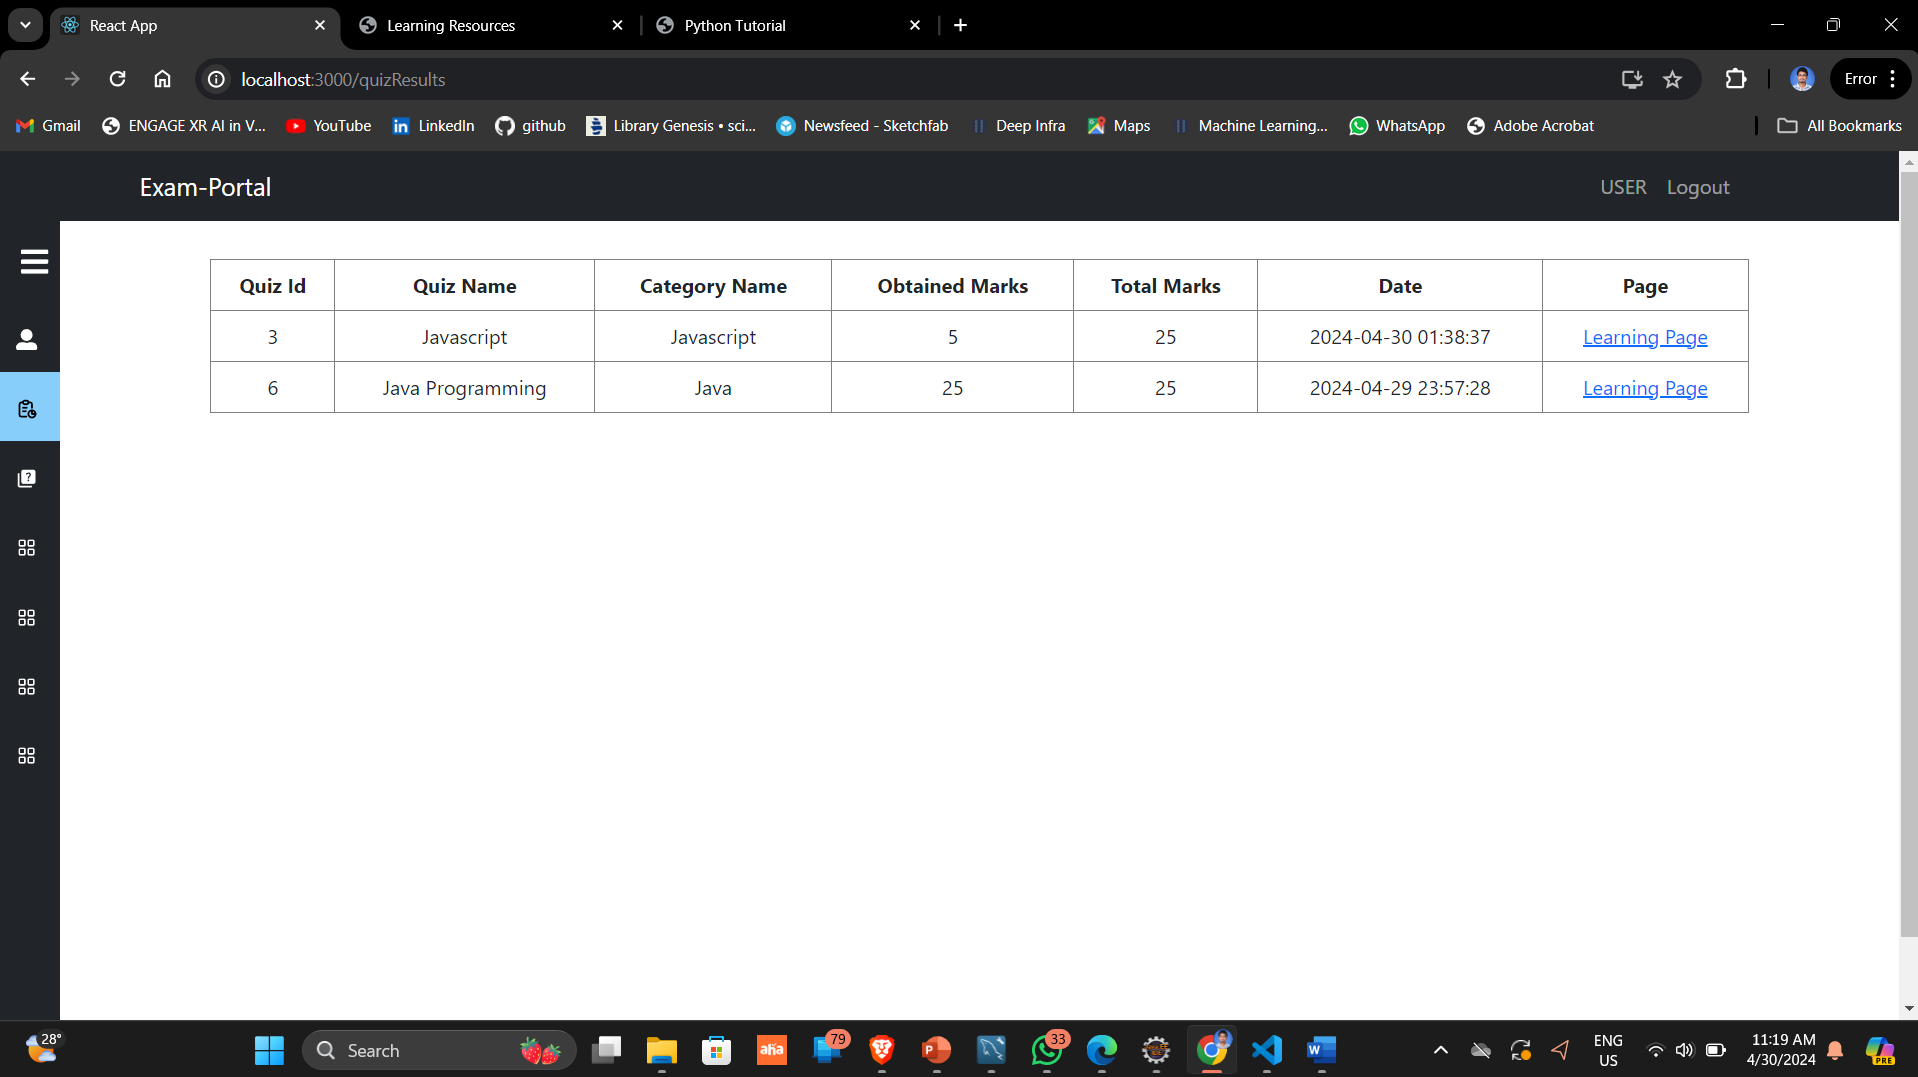 React App
Learning Resources
Python Tutorial
localhost:3000/quizResults
Error
Gmail
ENGAGE XR AI in V...
YouTube
LinkedIn
github
Library Genesis • sci...
Newsfeed - Sketchfab
Deep Infra
Maps
Machine Learning...
WhatsApp
Adobe Acrobat
All Bookmarks
Exam-Portal
USER Logout
Quiz Id Quiz Name Category Name Obtained Marks Total Marks Date Page
3 Javascript Javascript 5 25 2024-04-30 01:38:37 Learning Page
6 Java Programming Java 25 25 2024-04-29 23:57:28 Learning Page
28°
Search
aha
79
33
ENG
US
11:19 AM
4/30/2024
PRE